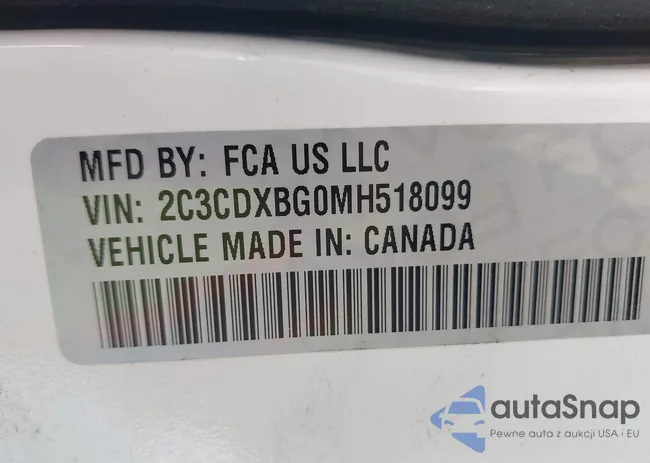 MFD BY: FCA US LLC
VIN: 2C3CDXBG0MH518099
VEHICLE MADE IN: CANADA
autaSnap
Pewne auta z aukcji USA i EU